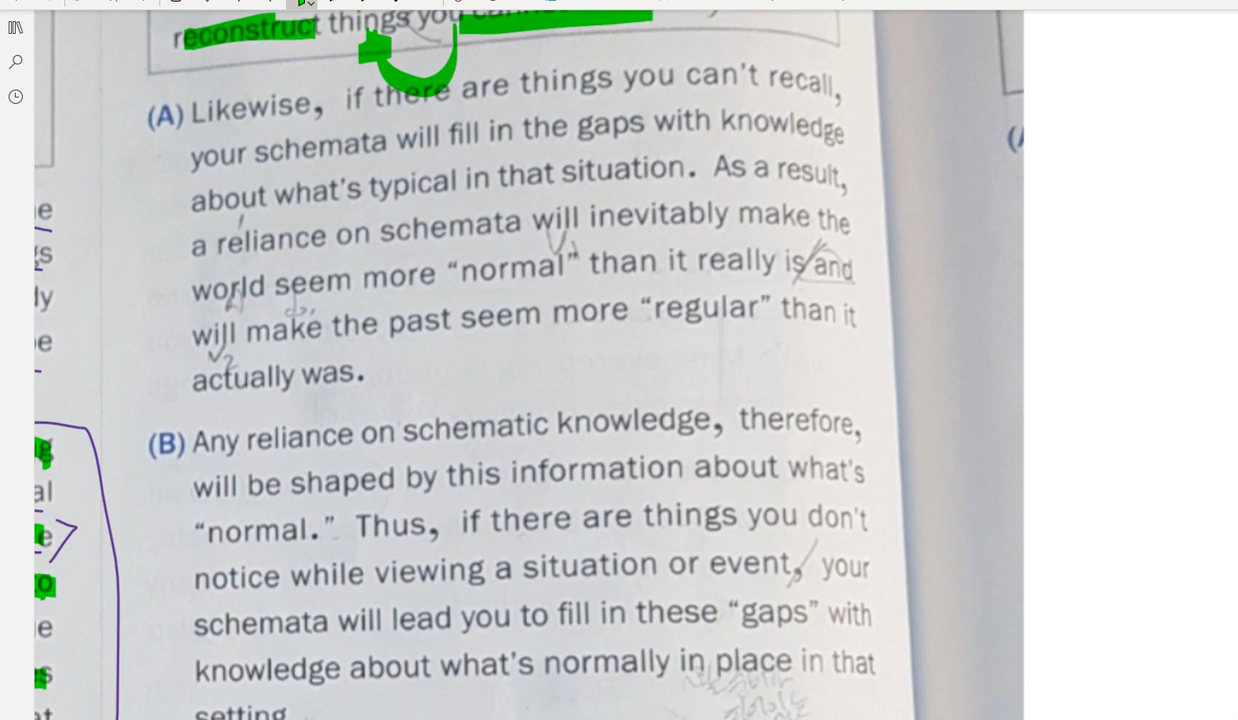 reconstruct things you
(A) Likewise, if there are things you can't recall,
your schemata will fill in the gaps with knowledge
about what's typical in that situation. As a result,
a reliance on schemata will inevitably make the
world seem more “normal” than it really is and
will make the past seem more “regular” than it
actually was.
(B) Any reliance on schematic knowledge, therefore,
will be shaped by this information about what's
“normal.” Thus, if there are things you don't
notice while viewing a situation or event, your
schemata will lead you to fill in these “gaps” with
knowledge about what's normally in place in that
setting